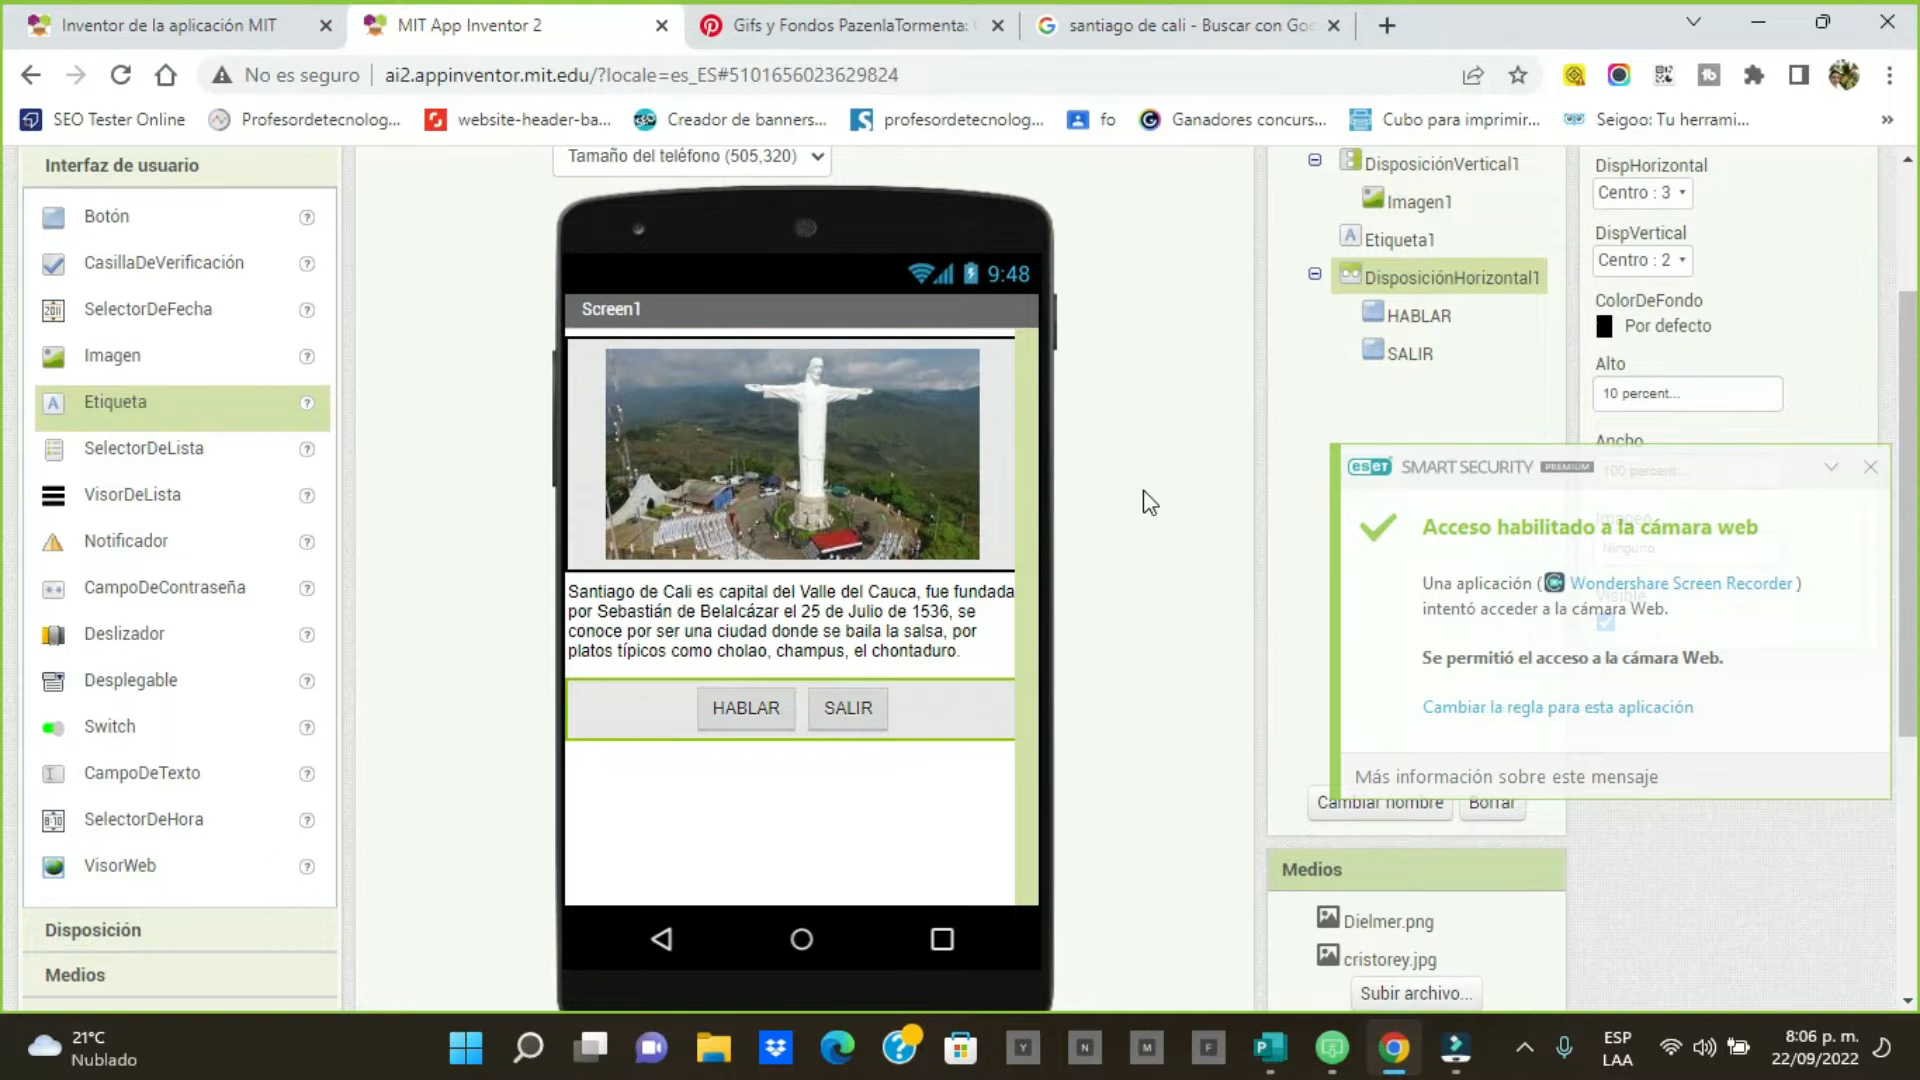 Inventor de la aplicación MIT
MIT App Inventor 2
Gifs y Fondos PazenlaTormenta:
santiago de cali - Buscar con Goo
No es seguro
ai2.appinventor.mit.edu/?locale=es_ES#5101656023629824
SEO Tester Online
Profesordetecnolog...
website-header-ba...
Creador de banners...
profesordetecnolog...
fo
Ganadores concurs...
Cubo para imprimir...
Seigoo: Tu herrami...
»
Interfaz de usuario
Botón
CasillaDeVerificación
SelectorDeFecha
Imagen
Etiqueta
SelectorDeLista
VisorDeLista
Notificador
CampoDeContraseña
Deslizador
Desplegable
Switch
CampoDeTexto
SelectorDeHora
VisorWeb
Disposición
Medios
Tamaño del teléfono (505,320)
9:48
Screen1
Santiago de Cali es capital del Valle del Cauca, fue fundada
por Sebastián de Belalcázar el 25 de Julio de 1536, se
conoce por ser una ciudad donde se baila la salsa, por
platos típicos como cholao, champus, el chontaduro.
HABLAR
SALIR
DisposiciónVertical1
Imagen1
Etiqueta1
DisposiciónHorizontal1
HABLAR
SALIR
Cambiar nombre
Borrar
Medios
Dielmer.png
cristorey.jpg
Subir archivo...
DispHorizontal
Centro : 3
DispVertical
Centro : 2
ColorDeFondo
Por defecto
Alto
10 percent...
Ancho
100 percent...
Imagen
Ninguno...
Visible
eset SMART SECURITY PREMIUM
Acceso habilitado a la cámara web
Una aplicación ( Wondershare Screen Recorder )
intentó acceder a la cámara Web.
Se permitió el acceso a la cámara Web.
Cambiar la regla para esta aplicación
Más información sobre este mensaje
21°C
Nublado
ESP
LAA
8:06 p. m.
22/09/2022